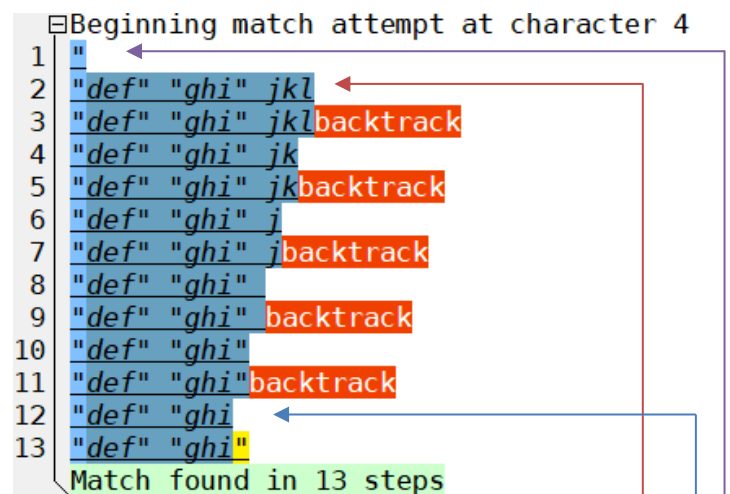 Beginning match attempt at character 4
1 "
2 "def" "ghi" jkl
3 "def" "ghi" jklbacktrack
4 "def" "ghi" jk
5 "def" "ghi" jkbacktrack
6 "def" "ghi" j
7 "def" "ghi" jbacktrack
8 "def" "ghi" 
9 "def" "ghi" backtrack
10 "def" "ghi"
11 "def" "ghi"backtrack
12 "def" "ghi
13 "def" "ghi"
Match found in 13 steps